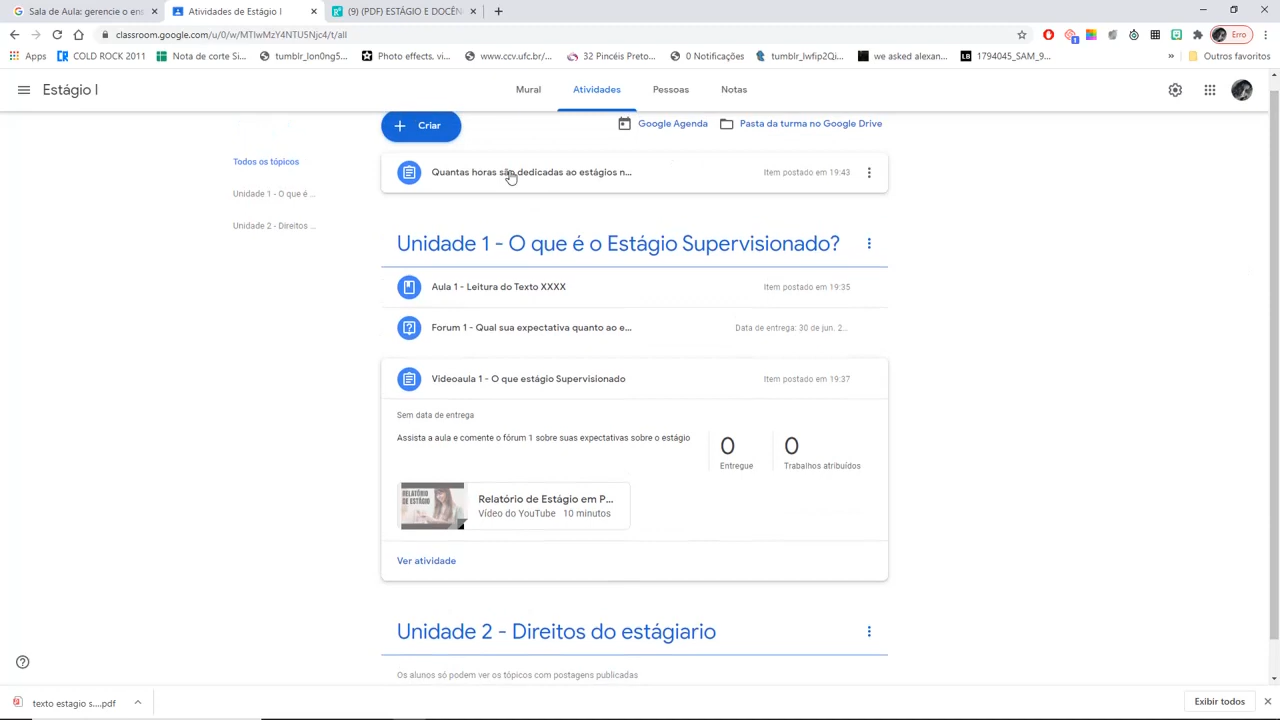 Sala de Aula: gerencie o en
Atividades de Estágio I
(9) (PDF) ESTÁGIO E DOCÊN
classroom.google.com/u/0/w/MTIwMzY4NTU5Njc4/t/all
Erro
Apps
COLD ROCK 2011
Nota de corte Si...
tumblr_lon0ng5...
Photo effects, vi...
www.ccv.ufc.br/...
32 Pincéis Preto...
0 Notificações
tumblr_lwfip2Qi...
we asked alexan...
1794045_SAM_9...
Outros favoritos
Estágio I
Mural
Atividades
Pessoas
Notas
Criar
Google Agenda
Pasta da turma no Google Drive
Todos os tópicos
Unidade 1 - O que é ...
Unidade 2 - Direitos ...
Quantas horas são dedicadas ao estágios n...
Item postado em 19:43
Unidade 1 - O que é o Estágio Supervisionado?
Aula 1 - Leitura do Texto XXXX
Item postado em 19:35
Forum 1 - Qual sua expectativa quanto ao e...
Data de entrega: 30 de jun. 2...
Videoaula 1 - O que estágio Supervisionado
Item postado em 19:37
Sem data de entrega
Assista a aula e comente o fórum 1 sobre suas expectativas sobre o estágio
0
Entregue
0
Trabalhos atribuídos
RELATÓRIO
DE ESTÁGIO
Relatório de Estágio em P...
Vídeo do YouTube 10 minutos
Ver atividade
Unidade 2 - Direitos do estágiario
Os alunos só podem ver os tópicos com postagens publicadas
texto estagio s....pdf
Exibir todos